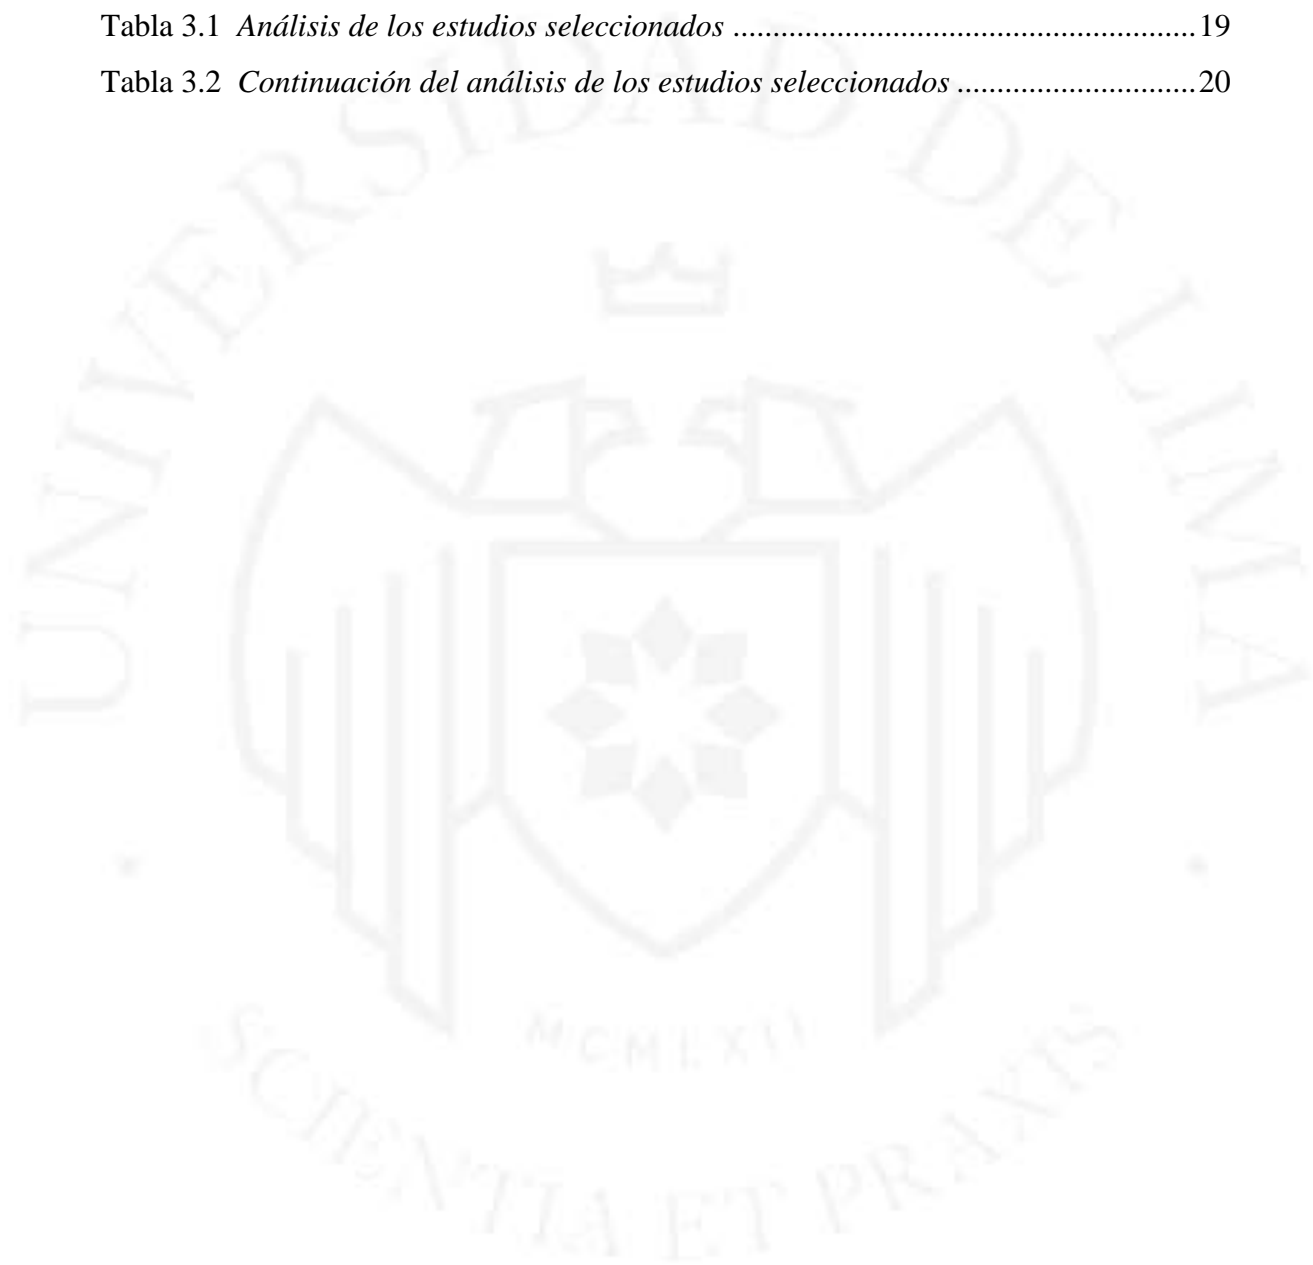 Tabla 3.1 Análisis de los estudios seleccionados ..........................................................19
Tabla 3.2 Continuación del análisis de los estudios seleccionados ..............................20
UNIVERSIDAD DE LIMA
MCMLXII
SCIENTIA ET PRAXIS